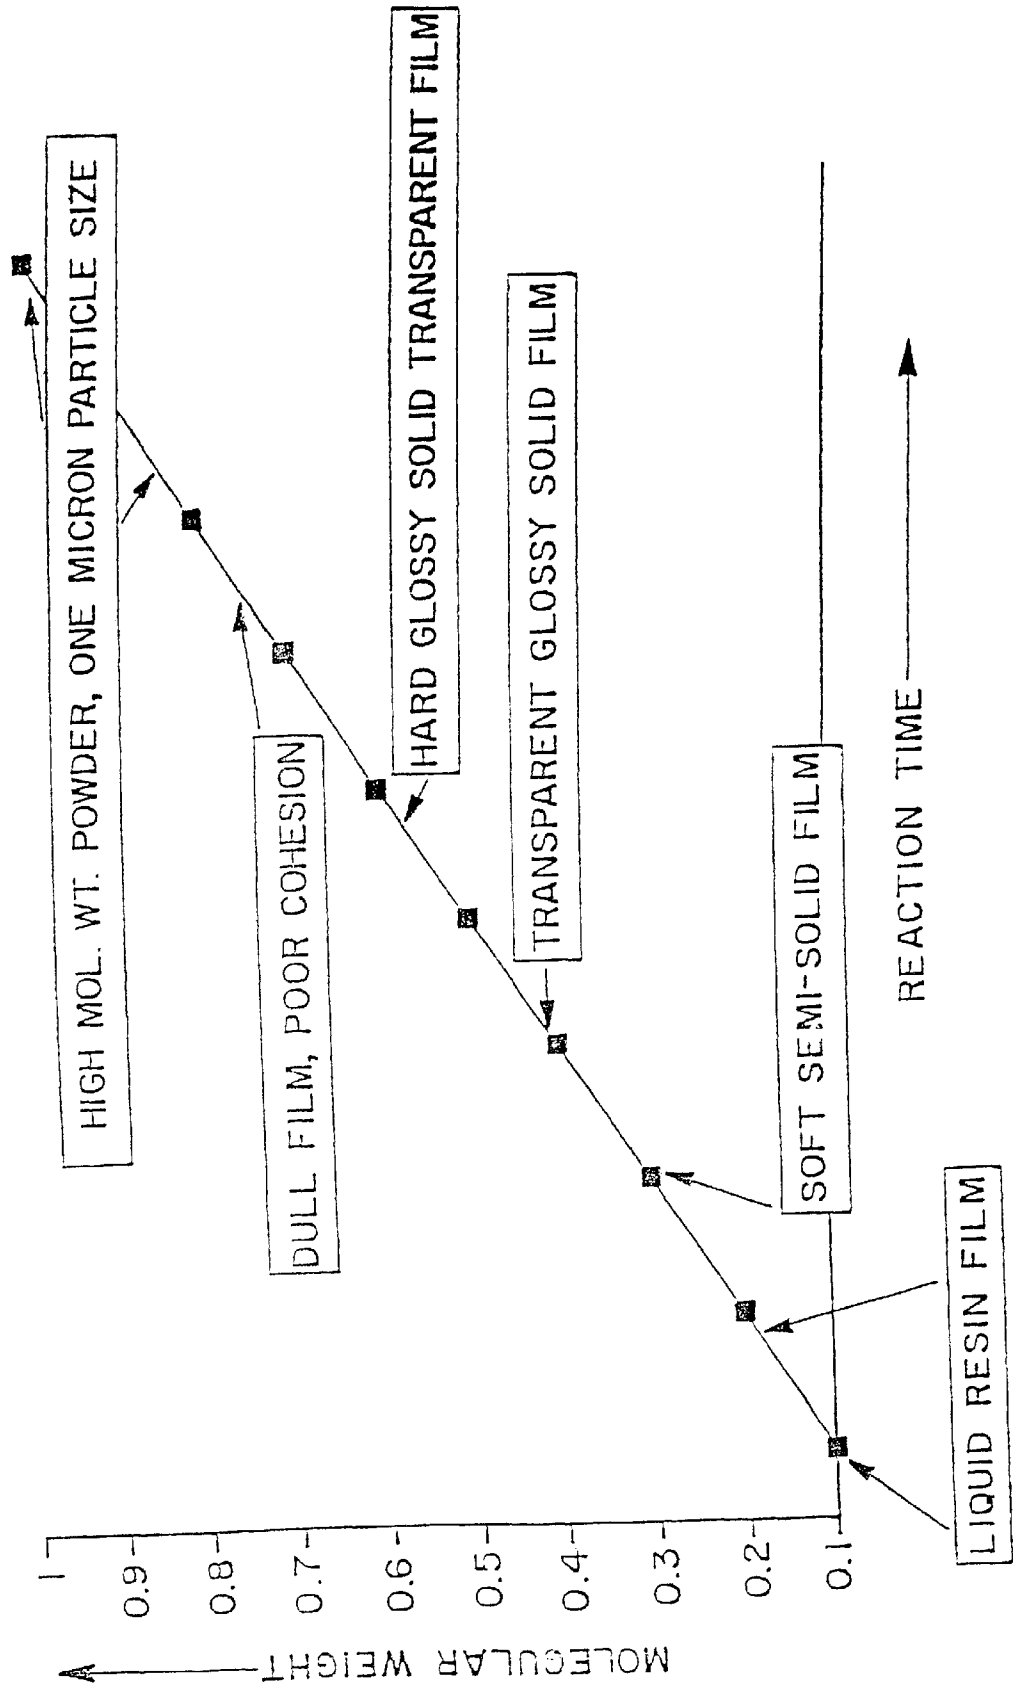 HIGH MOL. WT. POWDER, ONE MICRON PARTICLE SIZE
DULL FILM, POOR COHESION
HARD GLOSSY SOLID TRANSPARENT FILM
TRANSPARENT GLOSSY SOLID FILM
SOFT SEMI-SOLID FILM
LIQUID RESIN FILM
MOLECULAR WEIGHT
1
0.9
0.8
0.7
0.6
0.5
0.4
0.3
0.2
0.1
REACTION TIME